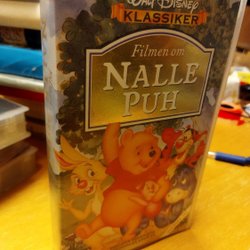 Walt Disney
KLASSIKER
Filmen om
NALLE
PUH